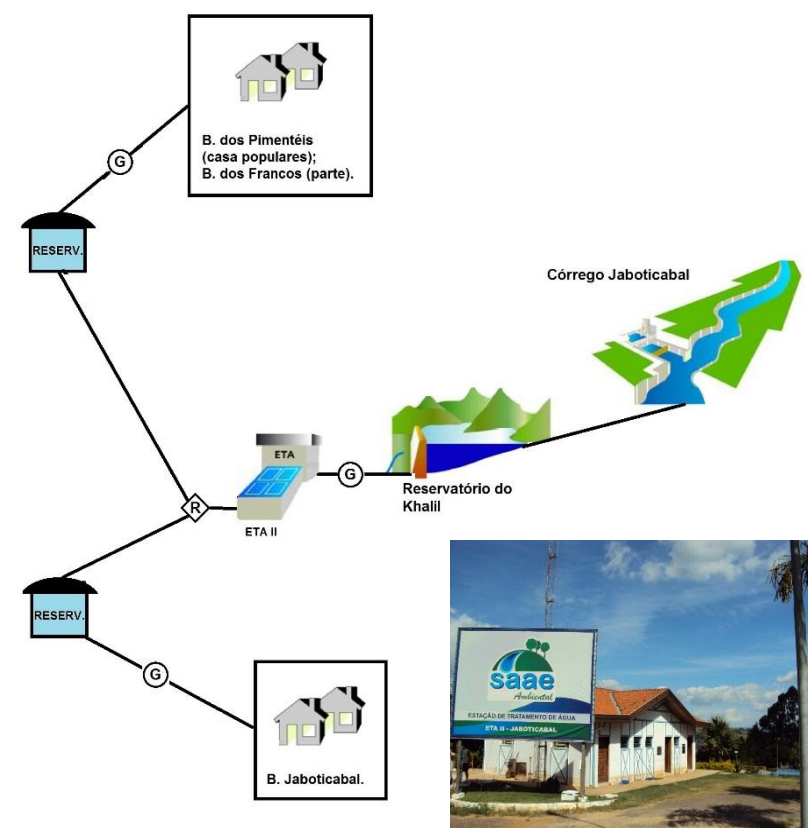 B. dos Pimentéis
(casa populares);
B. dos Francos (parte).
G
RESERV.
Córrego Jaboticabal
ETA
G
Reservatório do
Khalil
R
ETA II
RESERV.
G
B. Jaboticabal.
saae
Ambiental
ESTAÇÃO DE TRATAMENTO DE ÁGUA
ETA II - JABOTICABAL